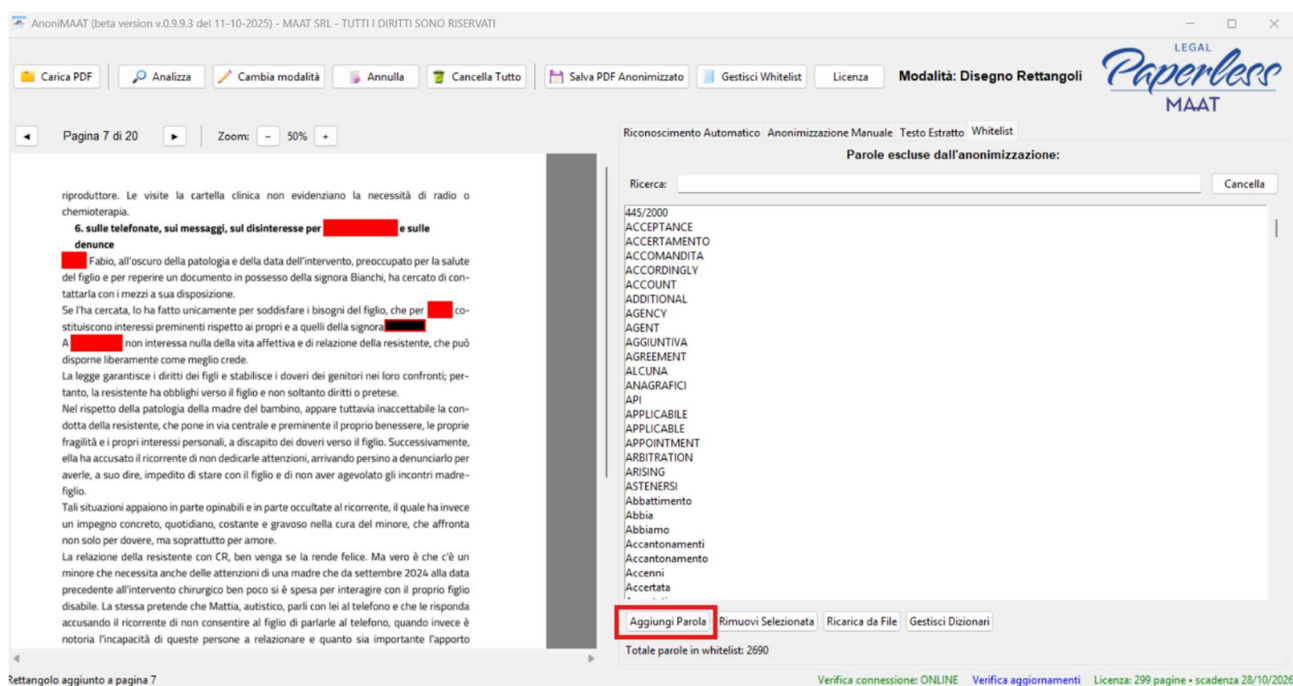 AnoniMAAT (beta version v.0.9.9.3 del 11-10-2025) - MAAT SRL - TUTTI I DIRITTI SONO RISERVATI
Carica PDF Analizza Cambia modalità Annulla Cancella Tutto Salva PDF Anonimizzato Gestisci Whitelist Licenza Modalità: Disegno Rettangoli
LEGAL
Paperless
MAAT
Pagina 7 di 20 Zoom: - 50% +
riproduttore. Le visite la cartella clinica non evidenziano la necessità di radio o
chemioterapia.
6. sulle telefonate, sui messaggi, sul disinteresse per e sulle
denunce
Fabio, all'oscuro della patologia e della data dell'intervento, preoccupato per la salute
del figlio e per reperire un documento in possesso della signora Bianchi, ha cercato di con-
tattarla con i mezzi a sua disposizione.
Se l'ha cercata, lo ha fatto unicamente per soddisfare i bisogni del figlio, che per co-
stituiscono interessi preminenti rispetto ai propri e a quelli della signora
A non interessa nulla della vita affettiva e di relazione della resistente, che può
disporne liberamente come meglio crede.
La legge garantisce i diritti dei figli e stabilisce i doveri dei genitori nei loro confronti; per-
tanto, la resistente ha obblighi verso il figlio e non soltanto diritti o pretese.
Nel rispetto della patologia della madre del bambino, appare tuttavia inaccettabile la con-
dotta della resistente, che pone in via centrale e preminente il proprio benessere, le proprie
fragilità e i propri interessi personali, a discapito dei doveri verso il figlio. Successivamente,
ella ha accusato il ricorrente di non dedicarle attenzioni, arrivando persino a denunciarlo per
averle, a suo dire, impedito di stare con il figlio e di non aver agevolato gli incontri madre-
figlio.
Tali situazioni appaiono in parte opinabili e in parte occultate al ricorrente, il quale ha invece
un impegno concreto, quotidiano, costante e gravoso nella cura del minore, che affronta
non solo per dovere, ma soprattutto per amore.
La relazione della resistente con CR, ben venga se la rende felice. Ma vero è che c'è un
minore che necessita anche delle attenzioni di una madre che da settembre 2024 alla data
precedente all'intervento chirurgico ben poco si è spesa per interagire con il proprio figlio
disabile. La stessa pretende che Mattia, autistico, parli con lei al telefono e che le risponda
accusando il ricorrente di non consentire al figlio di parlarle al telefono, quando invece è
notoria l'incapacità di queste persone a relazionare e quanto sia importante l'apporto
Riconoscimento Automatico Anonimizzazione Manuale Testo Estratto Whitelist
Parole escluse dall'anonimizzazione:
Ricerca: Cancella
445/2000
ACCEPTANCE
ACCERTAMENTO
ACCOMANDITA
ACCORDINGLY
ACCOUNT
ADDITIONAL
AGENCY
AGENT
AGGIUNTIVA
AGREEMENT
ALCUNA
ANAGRAFICI
API
APPLICABILE
APPLICABLE
APPOINTMENT
ARBITRATION
ARISING
ASTENERSI
Abbattimento
Abbia
Abbiamo
Accantonamenti
Accantonamento
Accenni
Accertata
Aggiungi Parola Rimuovi Selezionata Ricarica da File Gestisci Dizionari
Totale parole in whitelist: 2690
Rettangolo aggiunto a pagina 7 Verifica connessione: ONLINE Verifica aggiornamenti Licenza: 299 pagine • scadenza 28/10/2026